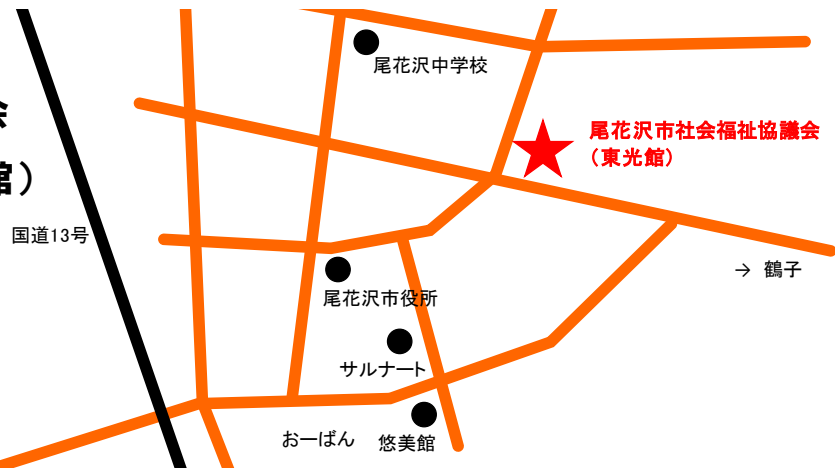 尾花沢中学校
会
尾花沢市社会福祉協議会
（東光館）
館）
国道13号
→ 鶴子
尾花沢市役所
サルナート
おーばん
悠美館